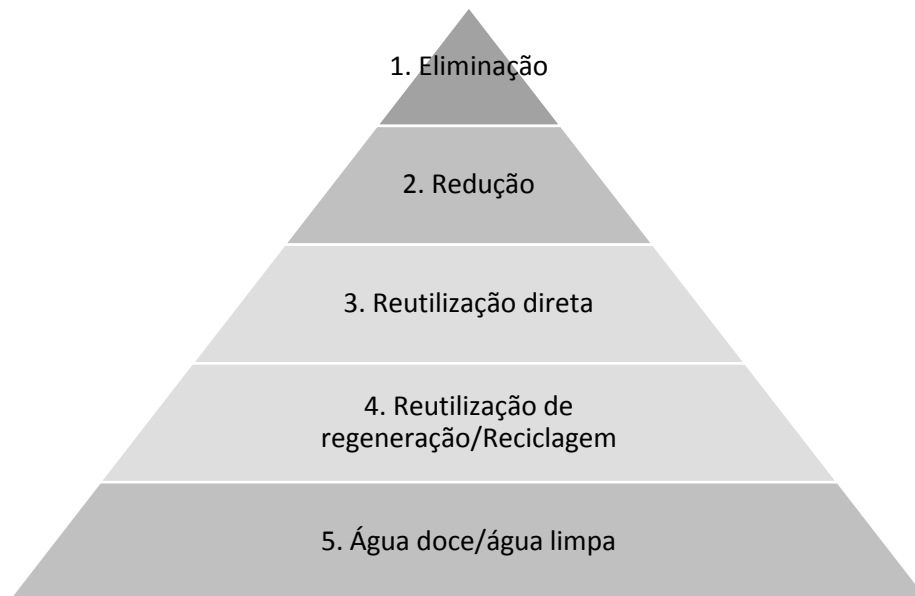 1. Eliminação
2. Redução
3. Reutilização direta
4. Reutilização de
regeneração/Reciclagem
5. Água doce/água limpa